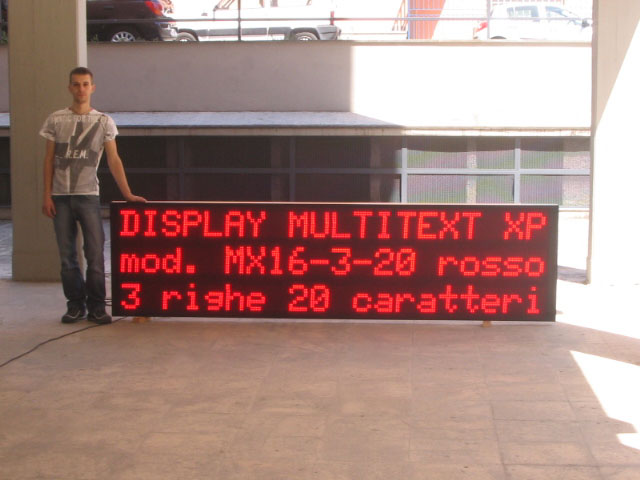 R.E.M.
DISPLAY MULTITEXT XP
mod. MX16-3-20 rosso
3 righe 20 caratteri